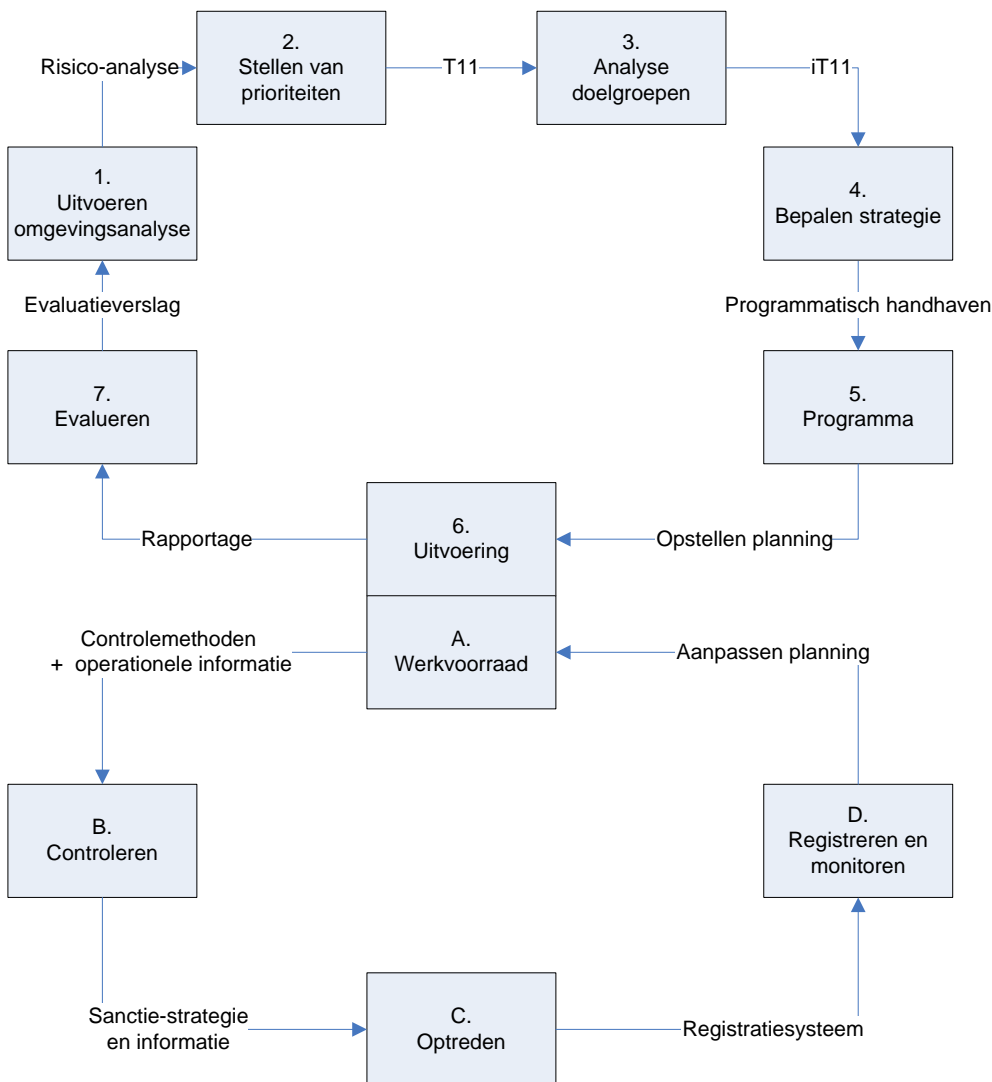 2.
Stellen van
prioriteiten
3.
Analyse
doelgroepen
Risico-analyse
T11
iT11
1.
Uitvoeren
omgevingsanalyse
4.
Bepalen strategie
Evaluatieverslag
Programmatisch handhaven
7.
Evalueren
5.
Programma
6.
Uitvoering
Rapportage
Opstellen planning
A.
Werkvoorraad
Controlemethoden
+ operationele informatie
Aanpassen planning
B.
Controleren
D.
Registreren en
monitoren
Sanctie-strategie
en informatie
C.
Optreden
Registratiesysteem